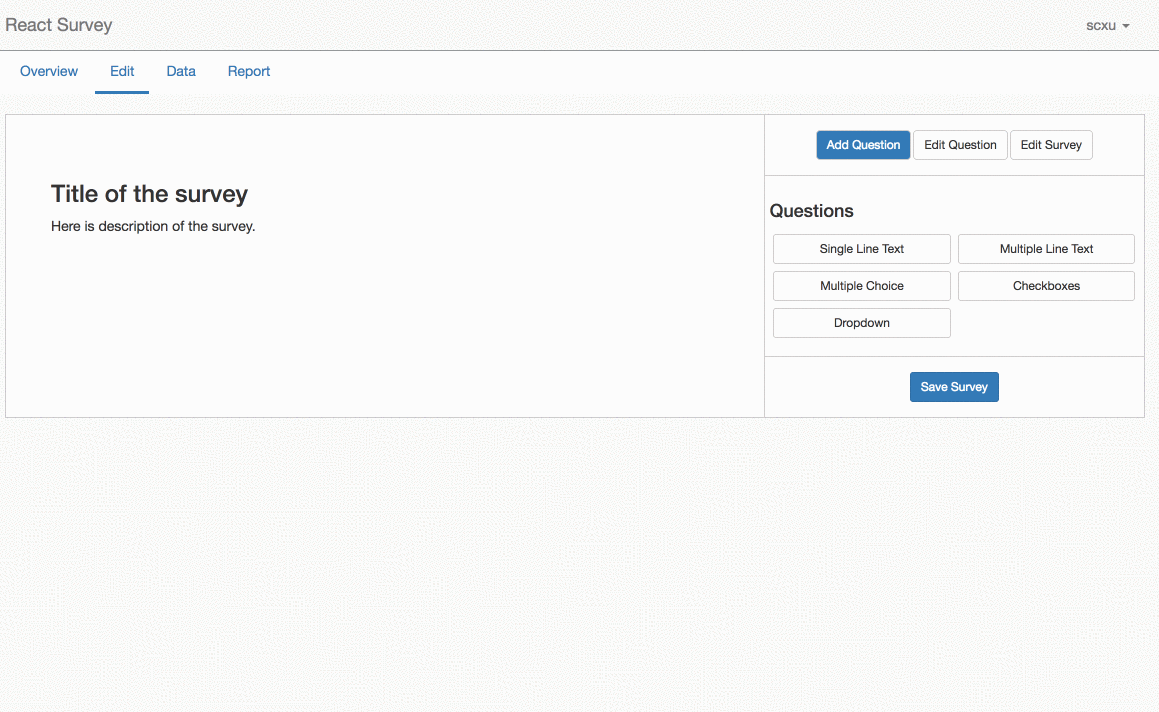 React Survey
scxu
Overview Edit Data Report
Add Question Edit Question Edit Survey
Title of the survey
Here is description of the survey.
Questions
Single Line Text Multiple Line Text
Multiple Choice Checkboxes
Dropdown
Save Survey